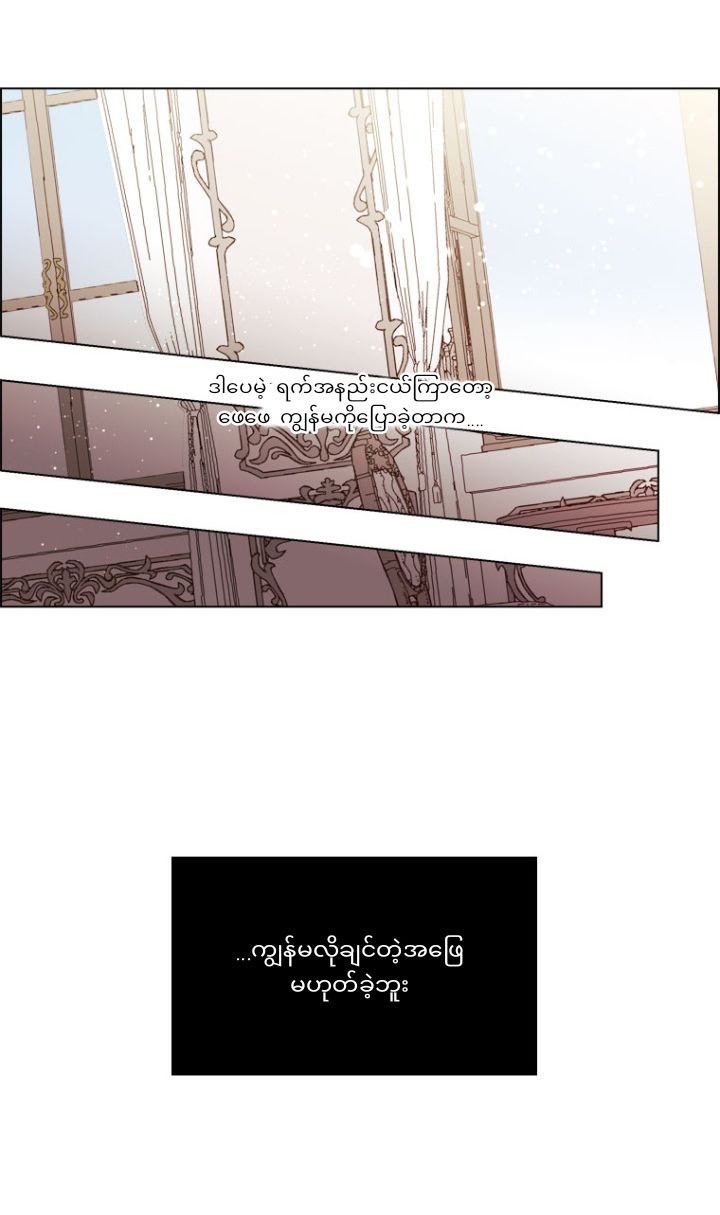 ဒါပေမဲ့ ရက်အနည်းငယ်ကြာတော့
ဖေဖေ ကျွန်မကိုပြောခဲ့တာက....
...ကျွန်မလိုချင်တဲ့အဖြေ
မဟုတ်ခဲ့ဘူး